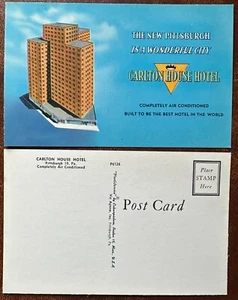 THE NEW PITTSBURGH
IS A WONDERFUL CITY
CARLTON HOUSE HOTEL
COMPLETELY AIR CONDITIONED
BUILT TO BE THE BEST HOTEL IN THE WORLD
CARLTON HOUSE HOTEL
Pittsburgh 19, Pa.
Completely Air Conditioned
Post Card
Place
STAMP
Here